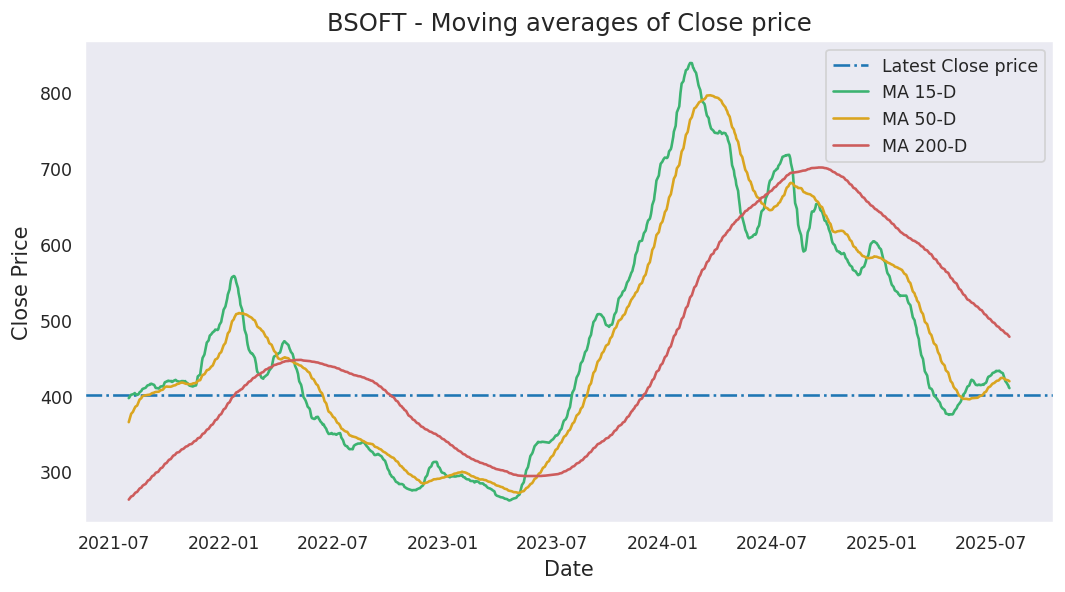 BSOFT - Moving averages of Close price
Latest Close price
MA 15-D
MA 50-D
MA 200-D
Close Price
800
700
600
500
400
300
2021-07 2022-01 2022-07 2023-01 2023-07 2024-01 2024-07 2025-01 2025-07
Date